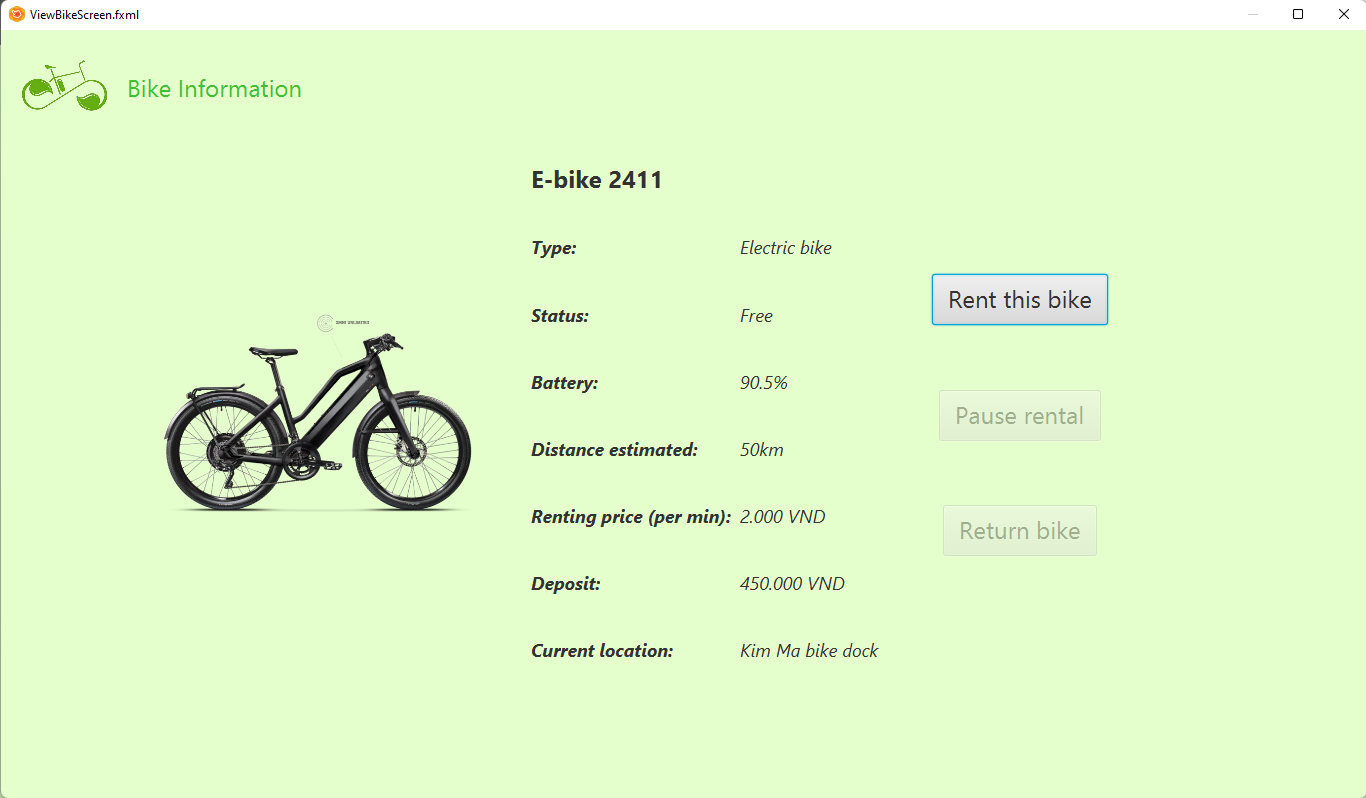 ViewBikeScreen.fxml
Bike Information
E-bike 2411
Type: Electric bike
Status: Free
Battery: 90.5%
Distance estimated: 50km
Renting price (per min): 2.000 VND
Deposit: 450.000 VND
Current location: Kim Ma bike dock
Rent this bike
Pause rental
Return bike